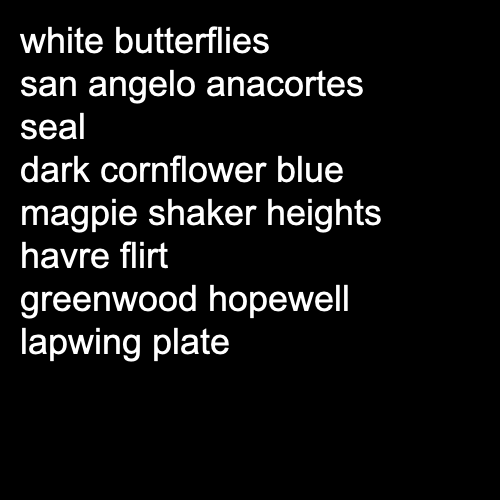 white butterflies
san angelo anacortes
seal
dark cornflower blue
magpie shaker heights
havre flirt
greenwood hopewell
lapwing plate